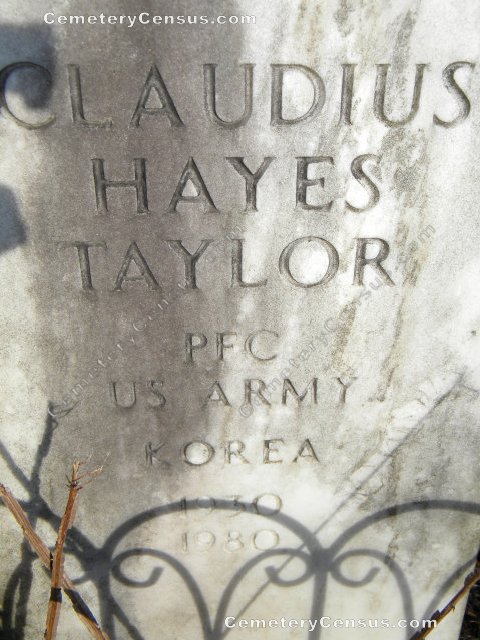 CemeteryCensus.com
CLAUDIUS
HAYES
TAYLOR
PFC
US ARMY
KOREA
1930
1980
CemeteryCensus.com